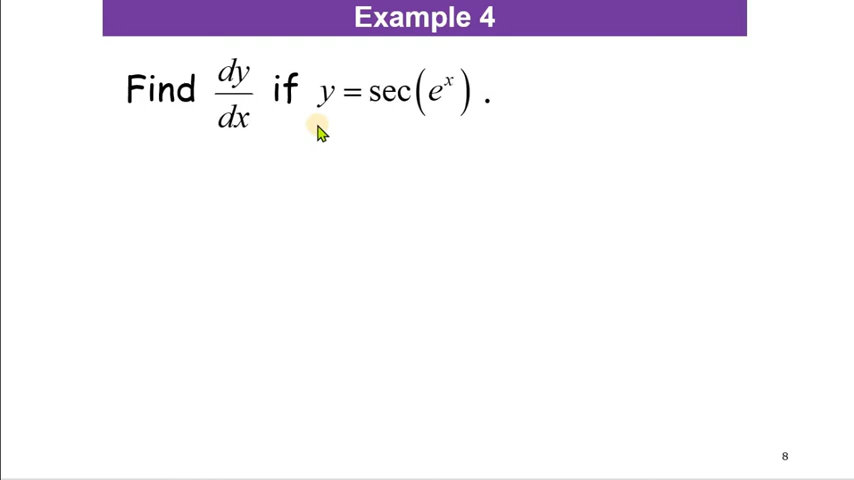 Example 4
Find dy/dx if y = sec(e^x) .
8